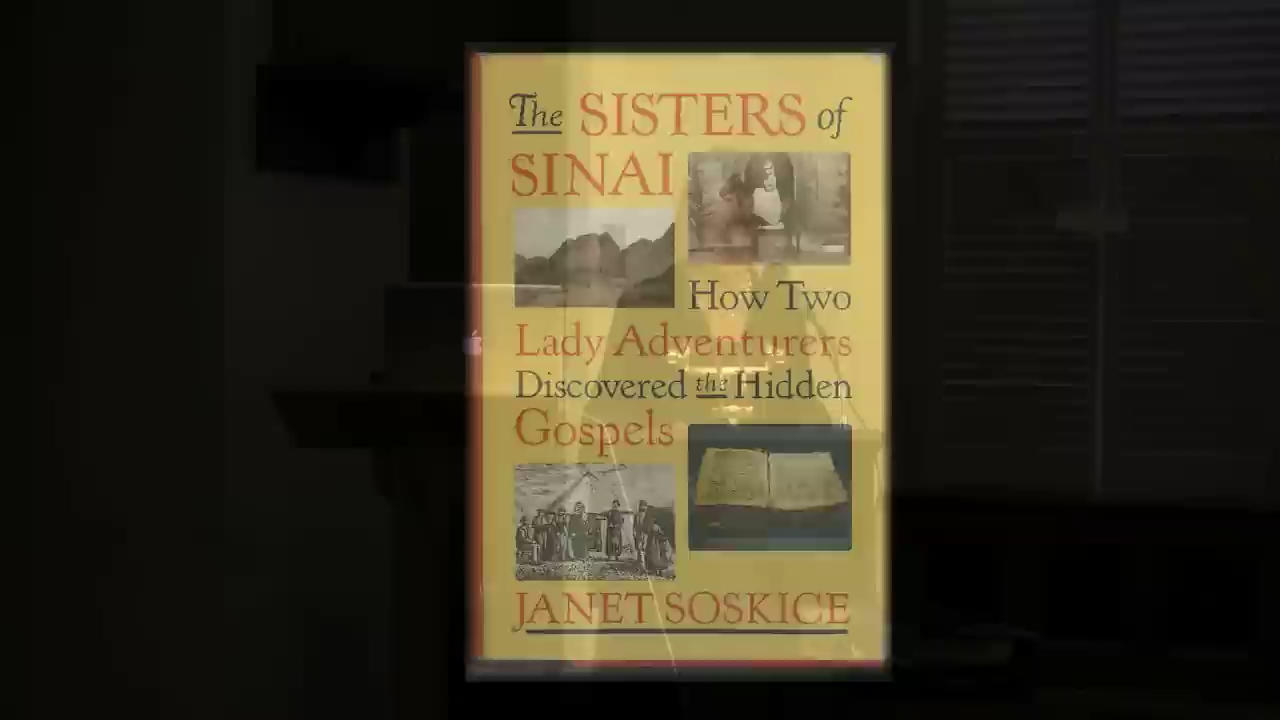 The SISTERS of
SINAI
How Two
Lady Adventurers
Discovered the Hidden
Gospels
JANET SOSKICE